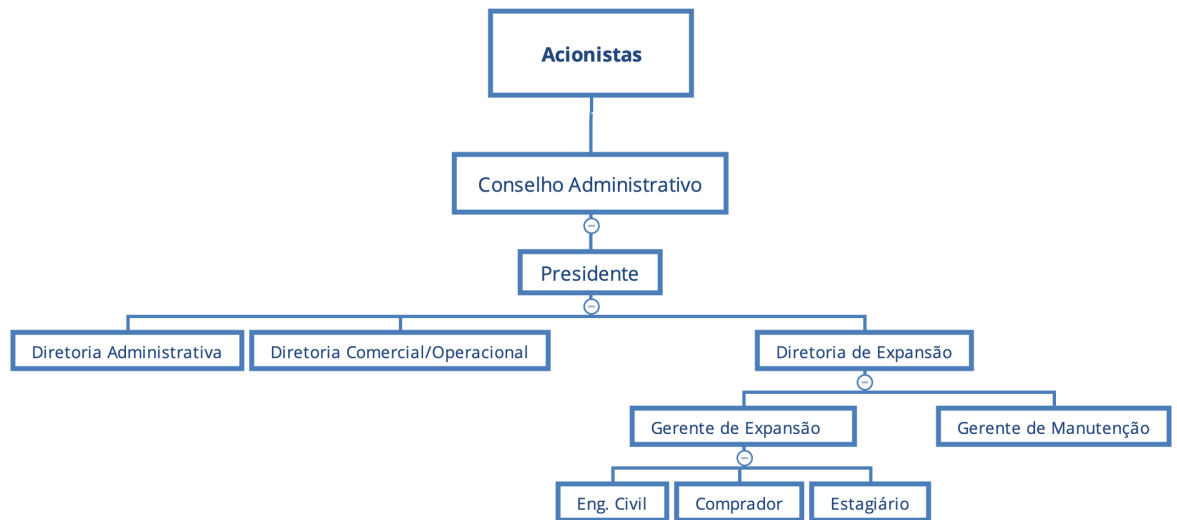 Acionistas
Conselho Administrativo
Presidente
Diretoria Administrativa
Diretoria Comercial/Operacional
Diretoria de Expansão
Gerente de Expansão
Gerente de Manutenção
Eng. Civil
Comprador
Estagiário